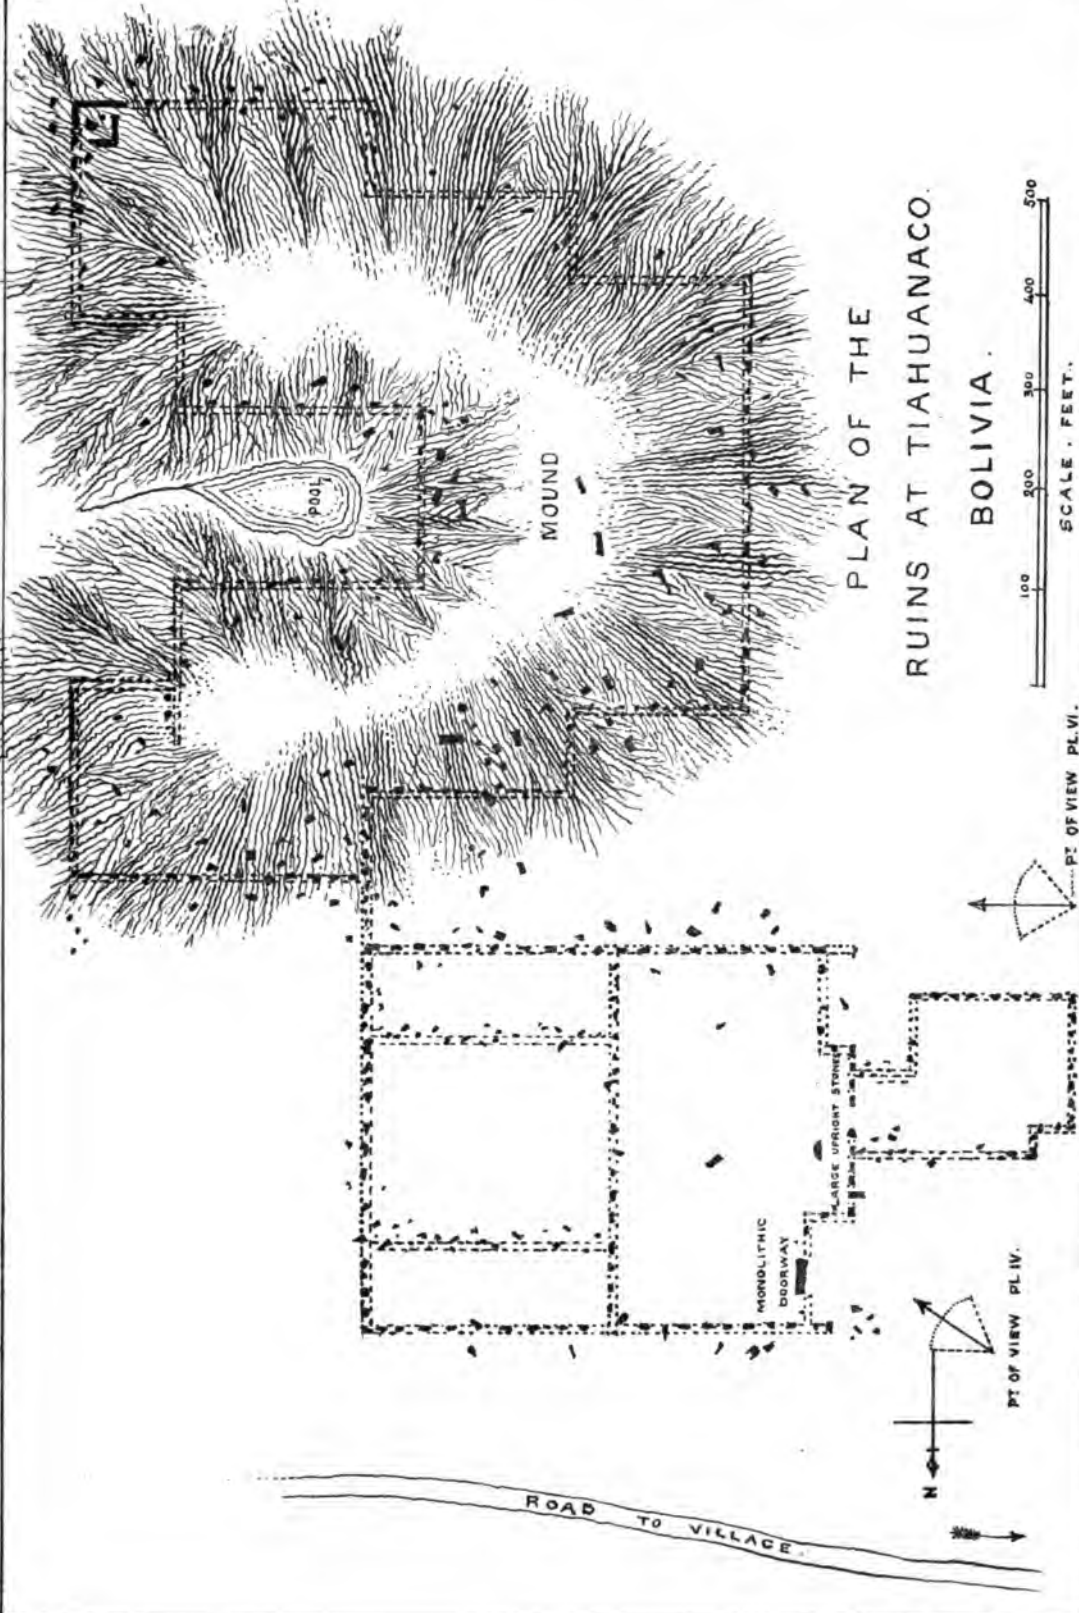 PLAN OF THE
RUINS AT TIAHUANACO.
BOLIVIA.
100 200 300 400 500
SCALE. FEET.
MOUND
POOL
LARGE UPRIGHT STONES
MONOLITHIC
DOORWAY
PT OF VIEW PL. VI.
PT OF VIEW PL IV.
N
ROAD TO VILLAGE.